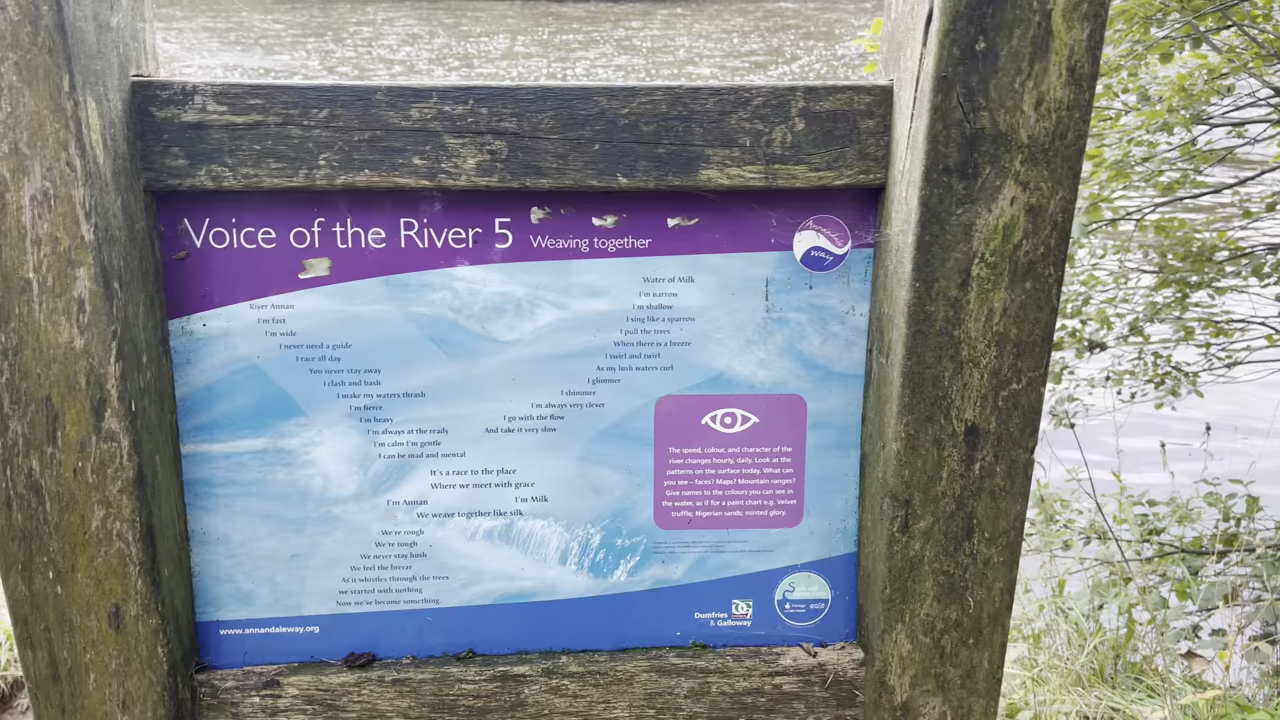 Voice of the River 5 Weaving together
Annandale
Way
River Annan
I'm fast
I'm wide
I never need a guide
I race all day
You never stay away
I clash and bash
I make my waters thrash
I'm fierce
I'm heavy
I'm always at the ready
I'm calm I'm gentle
I can be mad and mental
Water of Milk
I'm narrow
I'm shallow
I sing like a sparrow
I pull the trees
When there is a breeze
I swirl and twirl
As my lush waters curl
I glimmer
I shimmer
I'm always very clever
I go with the flow
And take it very slow
It's a race to the place
Where we meet with grace
I'm Annan I'm Milk
We weave together like silk
We're rough
We're tough
We never stay hush
We feel the breeze
As it whistles through the trees
we started with nothing
Now we've become something.
The speed, colour, and character of the
river changes hourly, daily. Look at the
patterns on the surface today. What can
you see – faces? Maps? Mountain ranges?
Give names to the colours you can see in
the water, as if for a paint chart e.g. Velvet
truffle; Nigerian sands; minted glory.
www.annandaleway.org
Dumfries
& Galloway